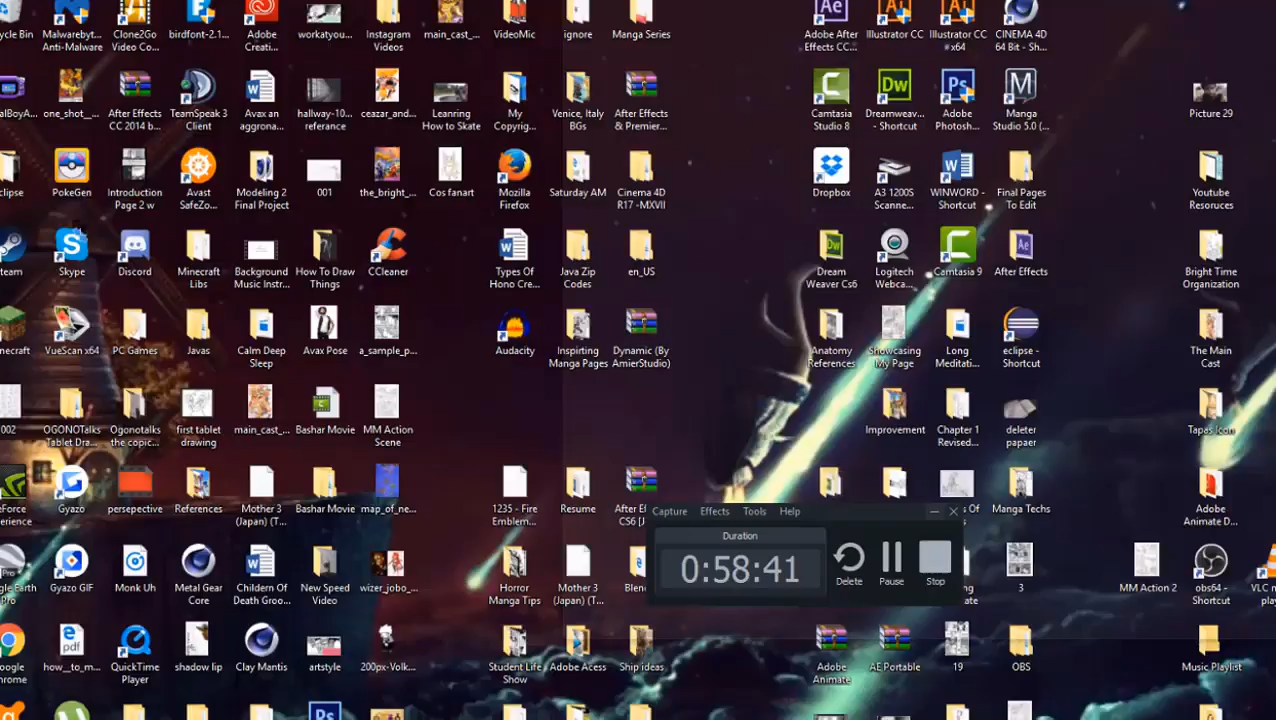 ycle Bin
Malwarebyt...
Anti-Malware
Clone2Go
Video Co...
birdfont-2.1...
Adobe
Creati...
workatyou...
Instagram
Videos
main_cast_...
VideoMic
ignore
Manga Series
Adobe After
Effects CC...
Illustrator CC
Illustrator CC
x64
CINEMA 4D
64 Bit - Sh...
albBoyA...
one_shot_...
After Effects
CC 2014 b...
TeamSpeak 3
Client
Avax an
aggrona...
hallway-10...
referance
ceazar_and...
Leanring
How to Skate
My
Copyrig...
Venice, Italy
BGs
After Effects
& Premier...
Camtasia
Studio 8
Dreamweav...
- Shortcut
Adobe
Photosh...
Manga
Studio 5.0 (...
Picture 29
clipse
PokeGen
Introduction
Page 2 w
Avast
SafeZo...
Modeling 2
Final Project
001
the_bright_...
Cos fanart
Mozilla
Firefox
Saturday AM
Cinema 4D
R17 -MXVII
Dropbox
A3 1200S
Scanne...
WINWORD -
Shortcut
Final Pages
To Edit
Youtube
Resoruces
team
Skype
Discord
Minecraft
Libs
Background
Music Instr...
How To Draw
Things
CCleaner
Types Of
Hono Cre...
Java Zip
Codes
en_US
Dream
Weaver Cs6
Logitech
Webca...
Camtasia 9
After Effects
Bright Time
Organization
necraft
VueScan x64
PC Games
Javas
Calm Deep
Sleep
Avax Pose
a_sample_p...
Audacity
Inspirting
Manga Pages
Dynamic (By
AmierStudio)
Anatomy
References
Showcasing
My Page
Long
Meditati...
eclipse -
Shortcut
The Main
Cast
002
OGONOTalks
Tablet Dra...
Ogonotalks
the copic...
first tablet
drawing
main_cast_...
Bashar Movie
MM Action
Scene
Improvement
Chapter 1
Revised...
deleter
papaer
Tapas Icon
eForce
erience
Gyazo
persepective
References
Mother 3
(Japan) (T...
Bashar Movie
map_of_ne...
1235 - Fire
Emblem...
Resume
After Ef
CS6 [
Manga Techs
Adobe
Animate D...
Capture Effects Tools Help
Duration
0:58:41
Delete
Pause
Stop
oogle Earth
Pro
Gyazo GIF
Monk Uh
Metal Gear
Core
Childern Of
Death Groo...
New Speed
Video
wizer_jobo_...
Horror
Manga Tips
Mother 3
(Japan) (T...
Blen
3
MM Action 2
obs64 -
Shortcut
VLC m
play
oogle
hrome
how__to_m...
QuickTime
Player
shadow lip
Clay Mantis
artstyle
200px-Volk...
Student Life
Show
Adobe Acess
Ship ideas
Adobe
Animate
AE Portable
19
OBS
Music Playlist